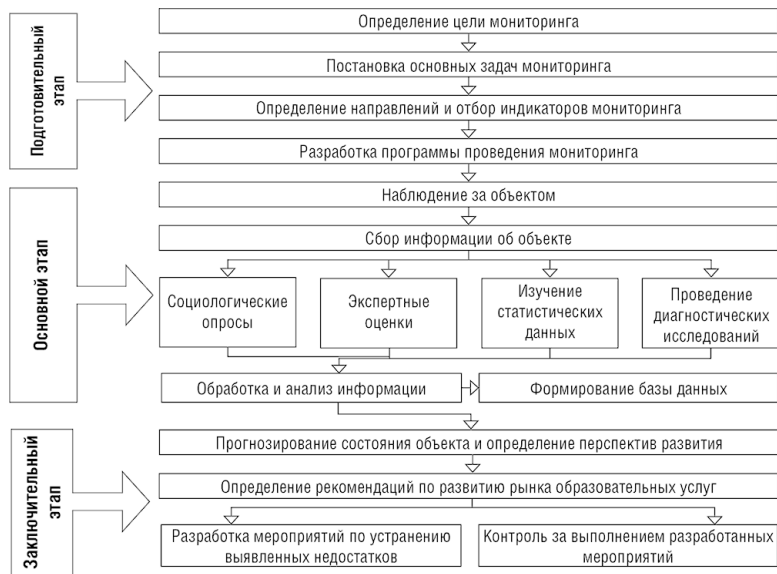 Подготовительный
этап
Определение цели мониторинга
Постановка основных задач мониторинга
Определение направлений и отбор индикаторов мониторинга
Разработка программы проведения мониторинга
Основной этап
Наблюдение за объектом
Сбор информации об объекте
Социологические
опросы
Экспертные
оценки
Изучение
статистических
данных
Проведение
диагностических
исследований
Обработка и анализ информации
Формирование базы данных
Заключительный
этап
Прогнозирование состояния объекта и определение перспектив развития
Определение рекомендаций по развитию рынка образовательных услуг
Разработка мероприятий по устранению
выявленных недостатков
Контроль за выполнением разработанных
мероприятий